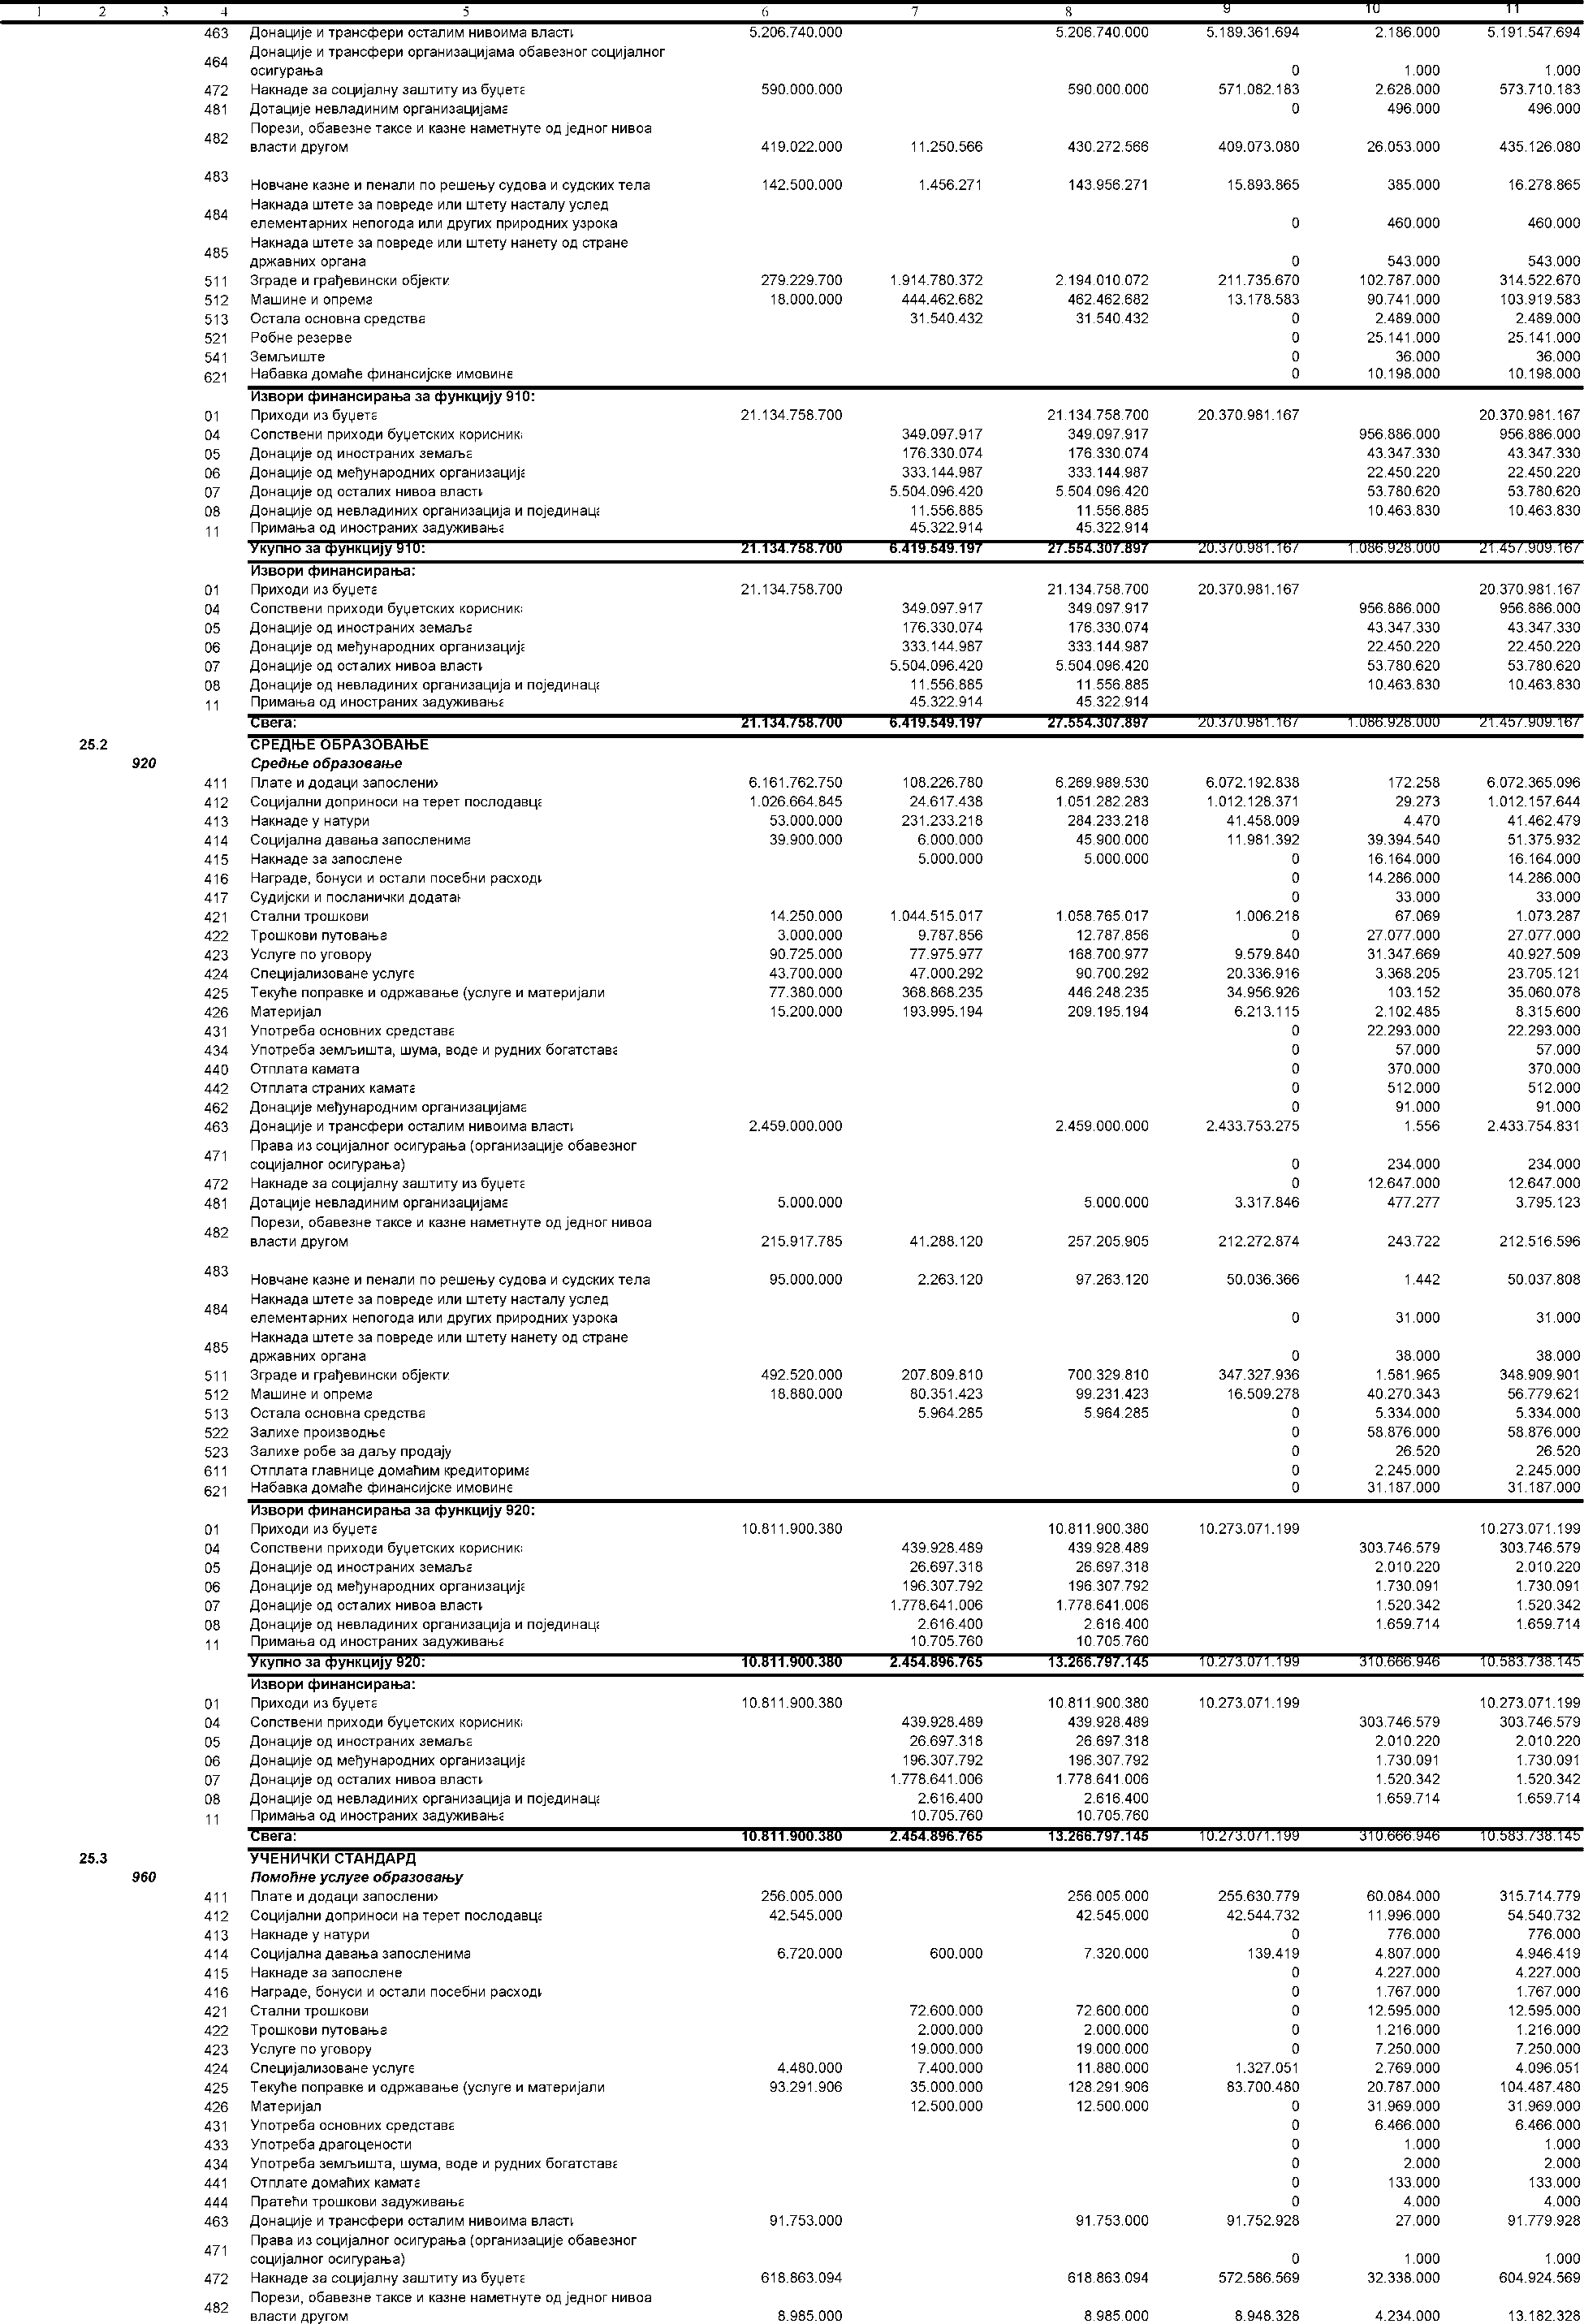 1 2 3 4 5 6 7 8 9 10 11
463 Донације и трансфери осталим нивоима власти 5.206.740.000 5.206.740.000 5.189.361.694 2.186.000 5.191.547.694
Донације и трансфери организацијама обавезног социјалног
464 осигурања 0 1.000 1.000
472 Накнаде за социјалну заштиту из буџета 590.000.000 590.000.000 571.082.183 2.628.000 573.710.183
481 Дотације невладиним организацијама 0 496.000 496.000
Порези, обавезне таксе и казне наметнуте од једног нивоа
482 власти другом 419.022.000 11.250.566 430.272.566 409.073.080 26.053.000 435.126.080
483 Новчане казне и пенали по решењу судова и судских тела 142.500.000 1.456.271 143.956.271 15.893.865 385.000 16.278.865
Накнада штете за повреде или штету насталу услед
484 елементарних непогода или других природних узрока 0 460.000 460.000
Накнада штете за повреде или штету нанету од стране
485 државних органа 0 543.000 543.000
511 Зграде и грађевински објекти 279.229.700 1.914.780.372 2.194.010.072 211.735.670 102.787.000 314.522.670
512 Машине и опрема 18.000.000 444.462.682 462.462.682 13.178.583 90.741.000 103.919.583
513 Остала основна средства 31.540.432 31.540.432 0 2.489.000 2.489.000
521 Робне резерве 0 25.141.000 25.141.000
541 Земљиште 0 36.000 36.000
621 Набавка домаће финансијске имовине 0 10.198.000 10.198.000
Извори финансирања за функцију 910:
01 Приходи из буџета 21.134.758.700 21.134.758.700 20.370.981.167 20.370.981.167
04 Сопствени приходи буџетских корисника 349.097.917 349.097.917 956.886.000 956.886.000
05 Донације од иностраних земаља 176.330.074 176.330.074 43.347.330 43.347.330
06 Донације од међународних организација 333.144.987 333.144.987 22.450.220 22.450.220
07 Донације од осталих нивоа власти 5.504.096.420 5.504.096.420 53.780.620 53.780.620
08 Донације од невладиних организација и појединаца 11.556.885 11.556.885 10.463.830 10.463.830
11 Примања од иностраних задуживања 45.322.914 45.322.914
Укупно за функцију 910: 21.134.758.700 6.419.549.197 27.554.307.897 20.370.981.167 1.086.928.000 21.457.909.167
Извори финансирања:
01 Приходи из буџета 21.134.758.700 21.134.758.700 20.370.981.167 20.370.981.167
04 Сопствени приходи буџетских корисника 349.097.917 349.097.917 956.886.000 956.886.000
05 Донације од иностраних земаља 176.330.074 176.330.074 43.347.330 43.347.330
06 Донације од међународних организација 333.144.987 333.144.987 22.450.220 22.450.220
07 Донације од осталих нивоа власти 5.504.096.420 5.504.096.420 53.780.620 53.780.620
08 Донације од невладиних организација и појединаца 11.556.885 11.556.885 10.463.830 10.463.830
11 Примања од иностраних задуживања 45.322.914 45.322.914
Свега: 21.134.758.700 6.419.549.197 27.554.307.897 20.370.981.167 1.086.928.000 21.457.909.167
25.2 СРЕДЊЕ ОБРАЗОВАЊЕ
920 Средње образовање
411 Плате и додаци запослених 6.161.762.750 108.226.780 6.269.989.530 6.072.192.838 172.258 6.072.365.096
412 Социјални доприноси на терет послодавца 1.026.664.845 24.617.438 1.051.282.283 1.012.128.371 29.273 1.012.157.644
413 Накнаде у натури 53.000.000 231.233.218 284.233.218 41.458.009 4.470 41.462.479
414 Социјална давања запосленима 39.900.000 6.000.000 45.900.000 11.981.392 39.394.540 51.375.932
415 Накнаде за запослене 5.000.000 5.000.000 0 16.164.000 16.164.000
416 Награде, бонуси и остали посебни расходи 0 14.286.000 14.286.000
417 Судијски и посланички додатак 0 33.000 33.000
421 Стални трошкови 14.250.000 1.044.515.017 1.058.765.017 1.006.218 67.069 1.073.287
422 Трошкови путовања 3.000.000 9.787.856 12.787.856 0 27.077.000 27.077.000
423 Услуге по уговору 90.725.000 77.975.977 168.700.977 9.579.840 31.347.669 40.927.509
424 Специјализоване услуге 43.700.000 47.000.292 90.700.292 20.336.916 3.368.205 23.705.121
425 Текуће поправке и одржавање (услуге и материјали 77.380.000 368.868.235 446.248.235 34.956.926 103.152 35.060.078
426 Материјал 15.200.000 193.995.194 209.195.194 6.213.115 2.102.485 8.315.600
431 Употреба основних средстава 0 22.293.000 22.293.000
434 Употреба земљишта, шума, воде и рудних богатстава 0 57.000 57.000
440 Отплата камата 0 370.000 370.000
442 Отплата страних камата 0 512.000 512.000
462 Донације међународним организацијама 0 91.000 91.000
463 Донације и трансфери осталим нивоима власти 2.459.000.000 2.459.000.000 2.433.753.275 1.556 2.433.754.831
Права из социјалног осигурања (организације обавезног
471 социјалног осигурања) 0 234.000 234.000
472 Накнаде за социјалну заштиту из буџета 0 12.647.000 12.647.000
481 Дотације невладиним организацијама 5.000.000 5.000.000 3.317.846 477.277 3.795.123
Порези, обавезне таксе и казне наметнуте од једног нивоа
482 власти другом 215.917.785 41.288.120 257.205.905 212.272.874 243.722 212.516.596
483 Новчане казне и пенали по решењу судова и судских тела 95.000.000 2.263.120 97.263.120 50.036.366 1.442 50.037.808
Накнада штете за повреде или штету насталу услед
484 елементарних непогода или других природних узрока 0 31.000 31.000
Накнада штете за повреде или штету нанету од стране
485 државних органа 0 38.000 38.000
511 Зграде и грађевински објекти 492.520.000 207.809.810 700.329.810 347.327.936 1.581.965 348.909.901
512 Машине и опрема 18.880.000 80.351.423 99.231.423 16.509.278 40.270.343 56.779.621
513 Остала основна средства 5.964.285 5.964.285 0 5.334.000 5.334.000
522 Залихе производње 0 58.876.000 58.876.000
523 Залихе робе за даљу продају 0 26.520 26.520
611 Отплата главнице домаћим кредиторима 0 2.245.000 2.245.000
621 Набавка домаће финансијске имовине 0 31.187.000 31.187.000
Извори финансирања за функцију 920:
01 Приходи из буџета 10.811.900.380 10.811.900.380 10.273.071.199 10.273.071.199
04 Сопствени приходи буџетских корисника 439.928.489 439.928.489 303.746.579 303.746.579
05 Донације од иностраних земаља 26.697.318 26.697.318 2.010.220 2.010.220
06 Донације од међународних организација 196.307.792 196.307.792 1.730.091 1.730.091
07 Донације од осталих нивоа власти 1.778.641.006 1.778.641.006 1.520.342 1.520.342
08 Донације од невладиних организација и појединаца 2.616.400 2.616.400 1.659.714 1.659.714
11 Примања од иностраних задуживања 10.705.760 10.705.760
Укупно за функцију 920: 10.811.900.380 2.454.896.765 13.266.797.145 10.273.071.199 310.666.946 10.583.738.145
Извори финансирања:
01 Приходи из буџета 10.811.900.380 10.811.900.380 10.273.071.199 10.273.071.199
04 Сопствени приходи буџетских корисника 439.928.489 439.928.489 303.746.579 303.746.579
05 Донације од иностраних земаља 26.697.318 26.697.318 2.010.220 2.010.220
06 Донације од међународних организација 196.307.792 196.307.792 1.730.091 1.730.091
07 Донације од осталих нивоа власти 1.778.641.006 1.778.641.006 1.520.342 1.520.342
08 Донације од невладиних организација и појединаца 2.616.400 2.616.400 1.659.714 1.659.714
11 Примања од иностраних задуживања 10.705.760 10.705.760
Свега: 10.811.900.380 2.454.896.765 13.266.797.145 10.273.071.199 310.666.946 10.583.738.145
25.3 УЧЕНИЧКИ СТАНДАРД
960 Помоћне услуге образовању
411 Плате и додаци запослених 256.005.000 256.005.000 255.630.779 60.084.000 315.714.779
412 Социјални доприноси на терет послодавца 42.545.000 42.545.000 42.544.732 11.996.000 54.540.732
413 Накнаде у натури 0 776.000 776.000
414 Социјална давања запосленима 6.720.000 600.000 7.320.000 139.419 4.807.000 4.946.419
415 Накнаде за запослене 0 4.227.000 4.227.000
416 Награде, бонуси и остали посебни расходи 0 1.767.000 1.767.000
421 Стални трошкови 72.600.000 72.600.000 0 12.595.000 12.595.000
422 Трошкови путовања 2.000.000 2.000.000 0 1.216.000 1.216.000
423 Услуге по уговору 19.000.000 19.000.000 0 7.250.000 7.250.000
424 Специјализоване услуге 4.480.000 7.400.000 11.880.000 1.327.051 2.769.000 4.096.051
425 Текуће поправке и одржавање (услуге и материјали 93.291.906 35.000.000 128.291.906 83.700.480 20.787.000 104.487.480
426 Материјал 12.500.000 12.500.000 0 31.969.000 31.969.000
431 Употреба основних средстава 0 6.466.000 6.466.000
433 Употреба драгоцености 0 1.000 1.000
434 Употреба земљишта, шума, воде и рудних богатстава 0 2.000 2.000
441 Отплате домаћих камата 0 133.000 133.000
444 Пратећи трошкови задуживања 0 4.000 4.000
463 Донације и трансфери осталим нивоима власти 91.753.000 91.753.000 91.752.928 27.000 91.779.928
Права из социјалног осигурања (организације обавезног
471 социјалног осигурања) 0 1.000 1.000
472 Накнаде за социјалну заштиту из буџета 618.863.094 618.863.094 572.586.569 32.338.000 604.924.569
Порези, обавезне таксе и казне наметнуте од једног нивоа
482 власти другом 8.985.000 8.985.000 8.948.328 4.234.000 13.182.328